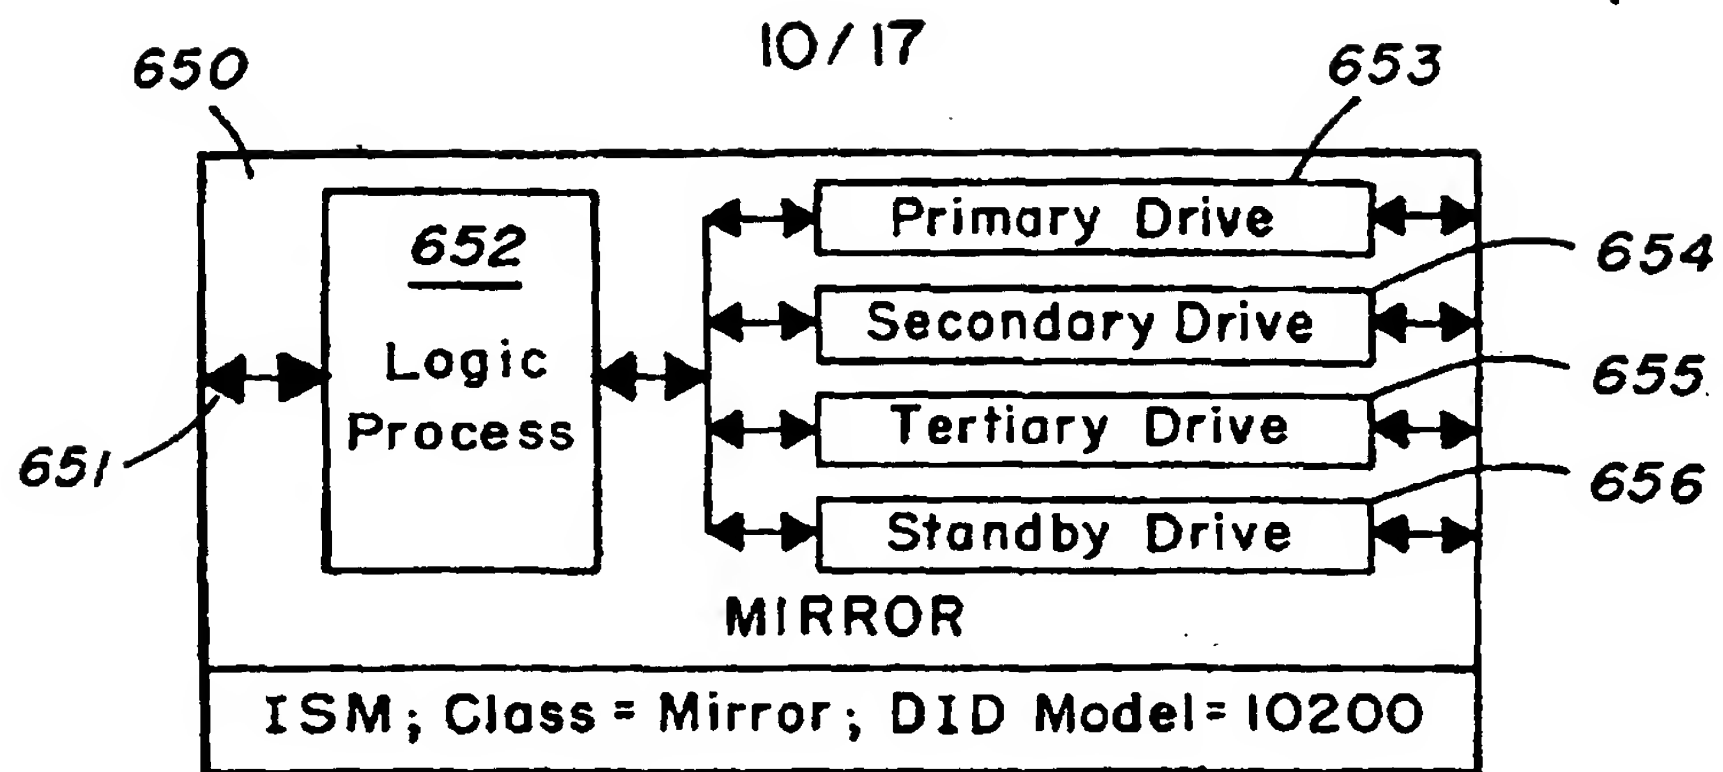 10/17
650
653
652
Logic
Process
Primary Drive
654
Secondary Drive
655
651
Tertiary Drive
656
Standby Drive
MIRROR
ISM; Class = Mirror; DID Model = 10200